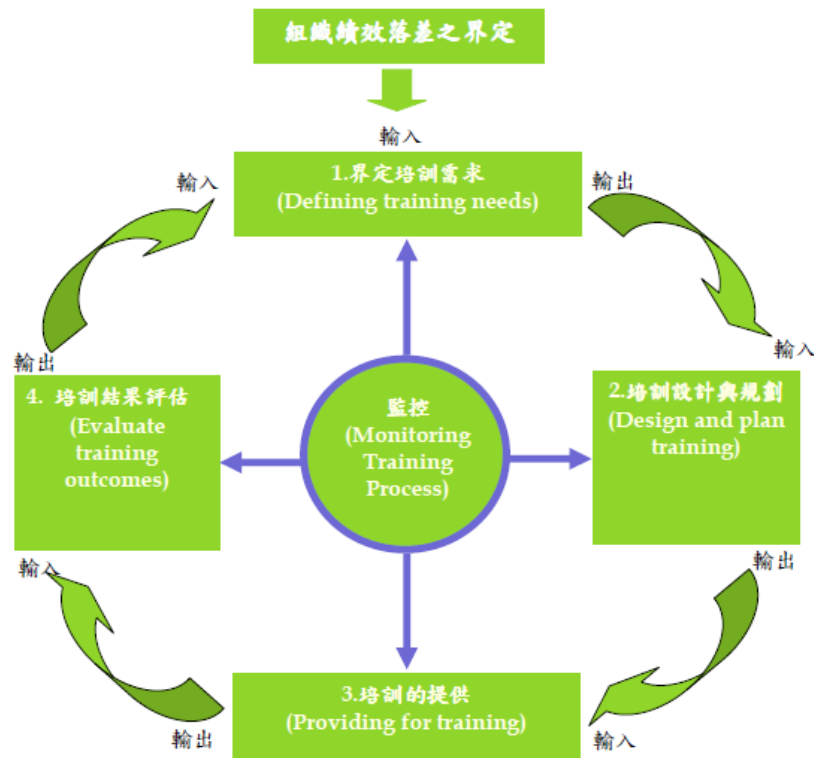 組織績效落差之界定
輸入
1.界定培訓需求
(Defining training needs)
輸入
輸出
輸入
輸出
4. 培訓結果評估
(Evaluate
training
outcomes)
監控
(Monitoring
Training
Process)
2.培訓設計與規劃
(Design and plan
training)
輸入
輸出
3.培訓的提供
(Providing for training)
輸出
輸入